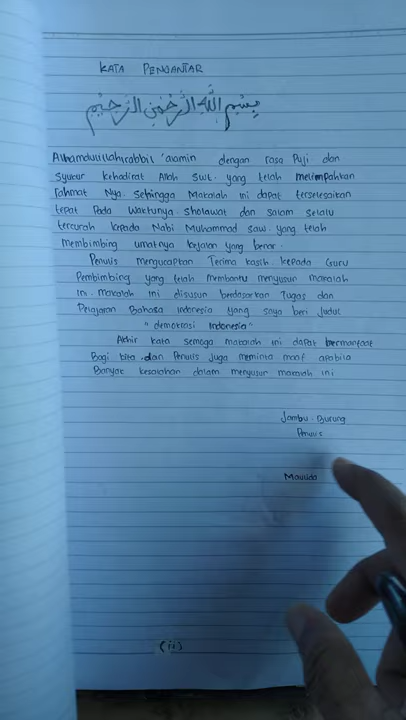 KATA PENGANTAR
بِسْمِ اللَّهِ الرَّحْمَنِ الرَّحِيْمِ
Alhamdulillahirabbil 'aamin dengan rasa Puji dan
syukur kehadirat Allah Swt. yang telah melimpahkan
rahmat Nya sehingga Makalah ini dapat terselesaikan
tepat Pada Waktunya sholawat dan salam selalu
tercurah kepada Nabi Muhammad Saw. yang telah
membimbing umatnya kejalan yang benar.
Penulis mengucapkan Terima kasih kepada Guru
Pembimbing yang telah membantu menyusun makalah
ini. makalah ini disusun berdasarkan Tugas dan
Pelajaran Bahasa Indonesia yang saya beri Judul
"demokrasi Indonesia"
Akhir kata semoga makalah ini dapat bermanfaat
Bagi kita .dan Penulis Juga meminta maaf apabila
Banyak kesalahan dalam menyusun makalah ini
Jambu Burung
Penulis
Maulida
(ii)